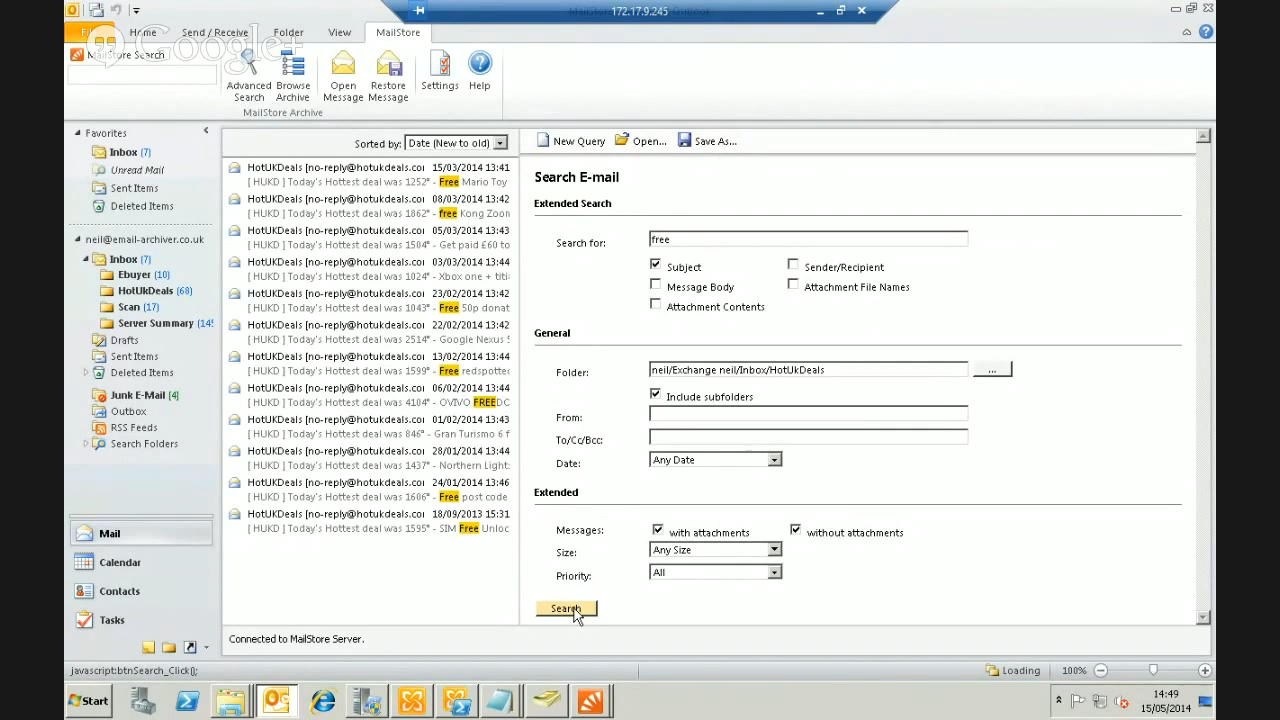 172.17.9.245
Home Send / Receive Folder View MailStore
Google+
MailStore Search
Advanced Search
Browse Archive
Open Message
Restore Message
Settings
Help
MailStore Archive
Favorites
Inbox (7)
Unread Mail
Sent Items
Deleted Items
neil@email-archiver.co.uk
Inbox (7)
Ebuyer (10)
HotUkDeals (68)
Scan (17)
Server Summary (145
Drafts
Sent Items
Deleted Items
Junk E-Mail [4]
Outbox
RSS Feeds
Search Folders
Mail
Calendar
Contacts
Tasks
Sorted by: Date (New to old)
HotUKDeals [no-reply@hotukdeals.co 15/03/2014 13:41
[ HUKD ] Today's Hottest deal was 1252° - Free Mario Toy
HotUKDeals [no-reply@hotukdeals.co 08/03/2014 13:42
[ HUKD ] Today's Hottest deal was 1862° - free Kong Zoon
HotUKDeals [no-reply@hotukdeals.co 05/03/2014 13:43
[ HUKD ] Today's Hottest deal was 1504° - Get paid £60 to
HotUKDeals [no-reply@hotukdeals.co 03/03/2014 13:44
[ HUKD ] Today's Hottest deal was 1024° - Xbox one + tit
HotUKDeals [no-reply@hotukdeals.co 23/02/2014 13:42
[ HUKD ] Today's Hottest deal was 1043° - Free 50p donat
HotUKDeals [no-reply@hotukdeals.co 22/02/2014 13:42
[ HUKD ] Today's Hottest deal was 2514° - Google Nexus 5
HotUKDeals [no-reply@hotukdeals.co 13/02/2014 13:44
[ HUKD ] Today's Hottest deal was 1599° - Free redspotte
HotUKDeals [no-reply@hotukdeals.co 06/02/2014 13:44
[ HUKD ] Today's Hottest deal was 4104° - OVIVO FREEDC
HotUKDeals [no-reply@hotukdeals.co 01/02/2014 13:43
[ HUKD ] Today's Hottest deal was 846° - Gran Turismo 6 f
HotUKDeals [no-reply@hotukdeals.co 28/01/2014 13:44
[ HUKD ] Today's Hottest deal was 1437° - Northern Light
HotUKDeals [no-reply@hotukdeals.co 24/01/2014 13:46
[ HUKD ] Today's Hottest deal was 1606° - Free post code
HotUKDeals [no-reply@hotukdeals.co 18/09/2013 15:31
[ HUKD ] Today's Hottest deal was 1595° - SIM Free Unloc
New Query Open... Save As...
Search E-mail
Extended Search
Search for: free
Subject Sender/Recipient
Message Body Attachment File Names
Attachment Contents
General
Folder: neil/Exchange neil/Inbox/HotUkDeals ...
Include subfolders
From:
To/Cc/Bcc:
Date: Any Date
Extended
Messages: with attachments without attachments
Size: Any Size
Priority: All
Search
Connected to MailStore Server.
javascript:btnSearch_Click();
Loading 100%
Start
14:49
15/05/2014